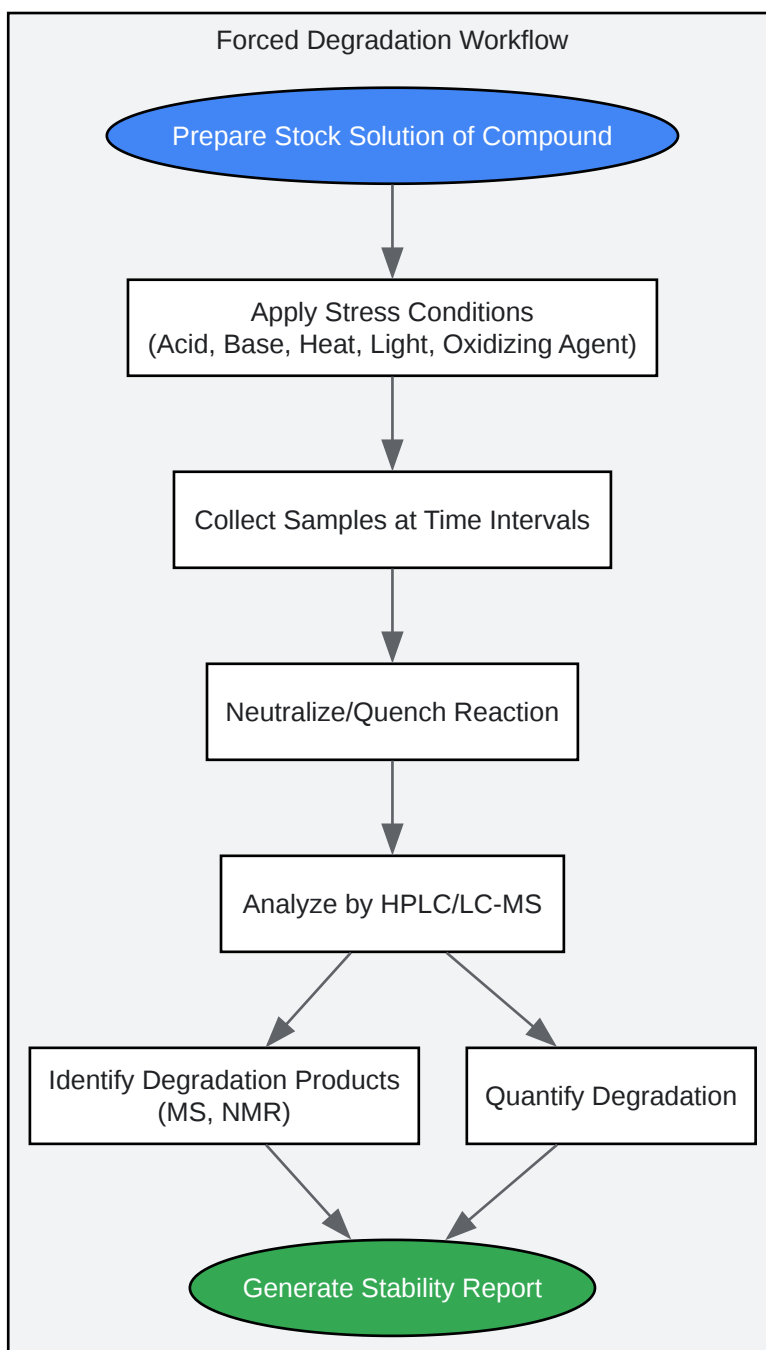 Forced Degradation Workflow
Prepare Stock Solution of Compound
Apply Stress Conditions
(Acid, Base, Heat, Light, Oxidizing Agent)
Collect Samples at Time Intervals
Neutralize/Quench Reaction
Analyze by HPLC/LC-MS
Identify Degradation Products
(MS, NMR)
Quantify Degradation
Generate Stability Report